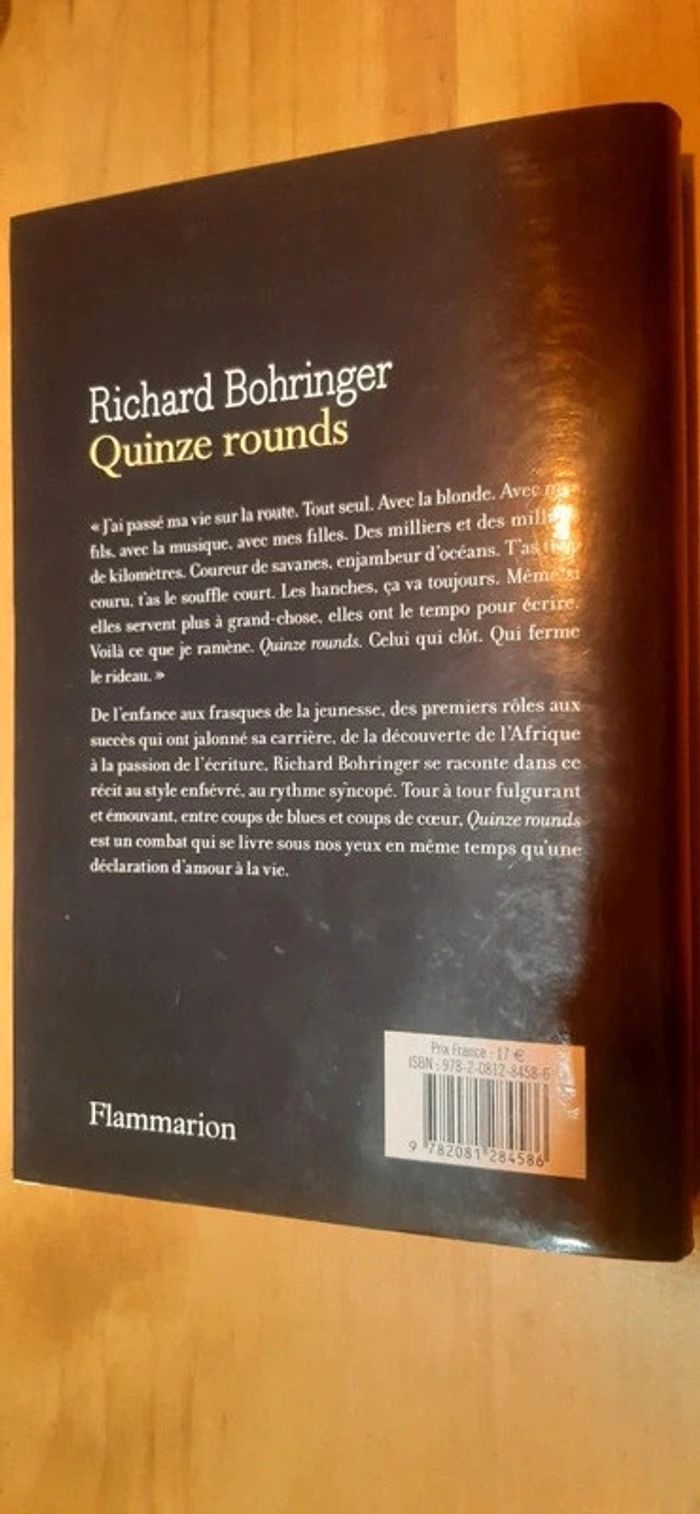 Richard Bohringer
Quinze rounds
« J'ai passé ma vie sur la route. Tout seul. Avec la blonde. Avec
fils, avec la musique, avec mes filles. Des milliers et des
de kilomètres. Coureur de savanes, enjambeur d'océans. T'as
couru, t'as le souffle court. Les hanches, ça va toujours. Même si
elles servent plus à grand-chose, elles ont le tempo pour écrire.
Voilà ce que je ramène. Quinze rounds. Celui qui clôt. Qui ferme
le rideau. »
De l'enfance aux frasques de la jeunesse, des premiers rôles aux
succès qui ont jalonné sa carrière, de la découverte de l'Afrique
à la passion de l'écriture, Richard Bohringer se raconte dans ce
récit au style enfiévré, au rythme syncopé. Tour à tour fulgurant
et émouvant, entre coups de blues et coups de cœur, Quinze rounds
est un combat qui se livre sous nos yeux en même temps qu'une
déclaration d'amour à la vie.
Prix France : 17 €
ISBN : 978-2-0812-8458-6
9 782081 284586
Flammarion